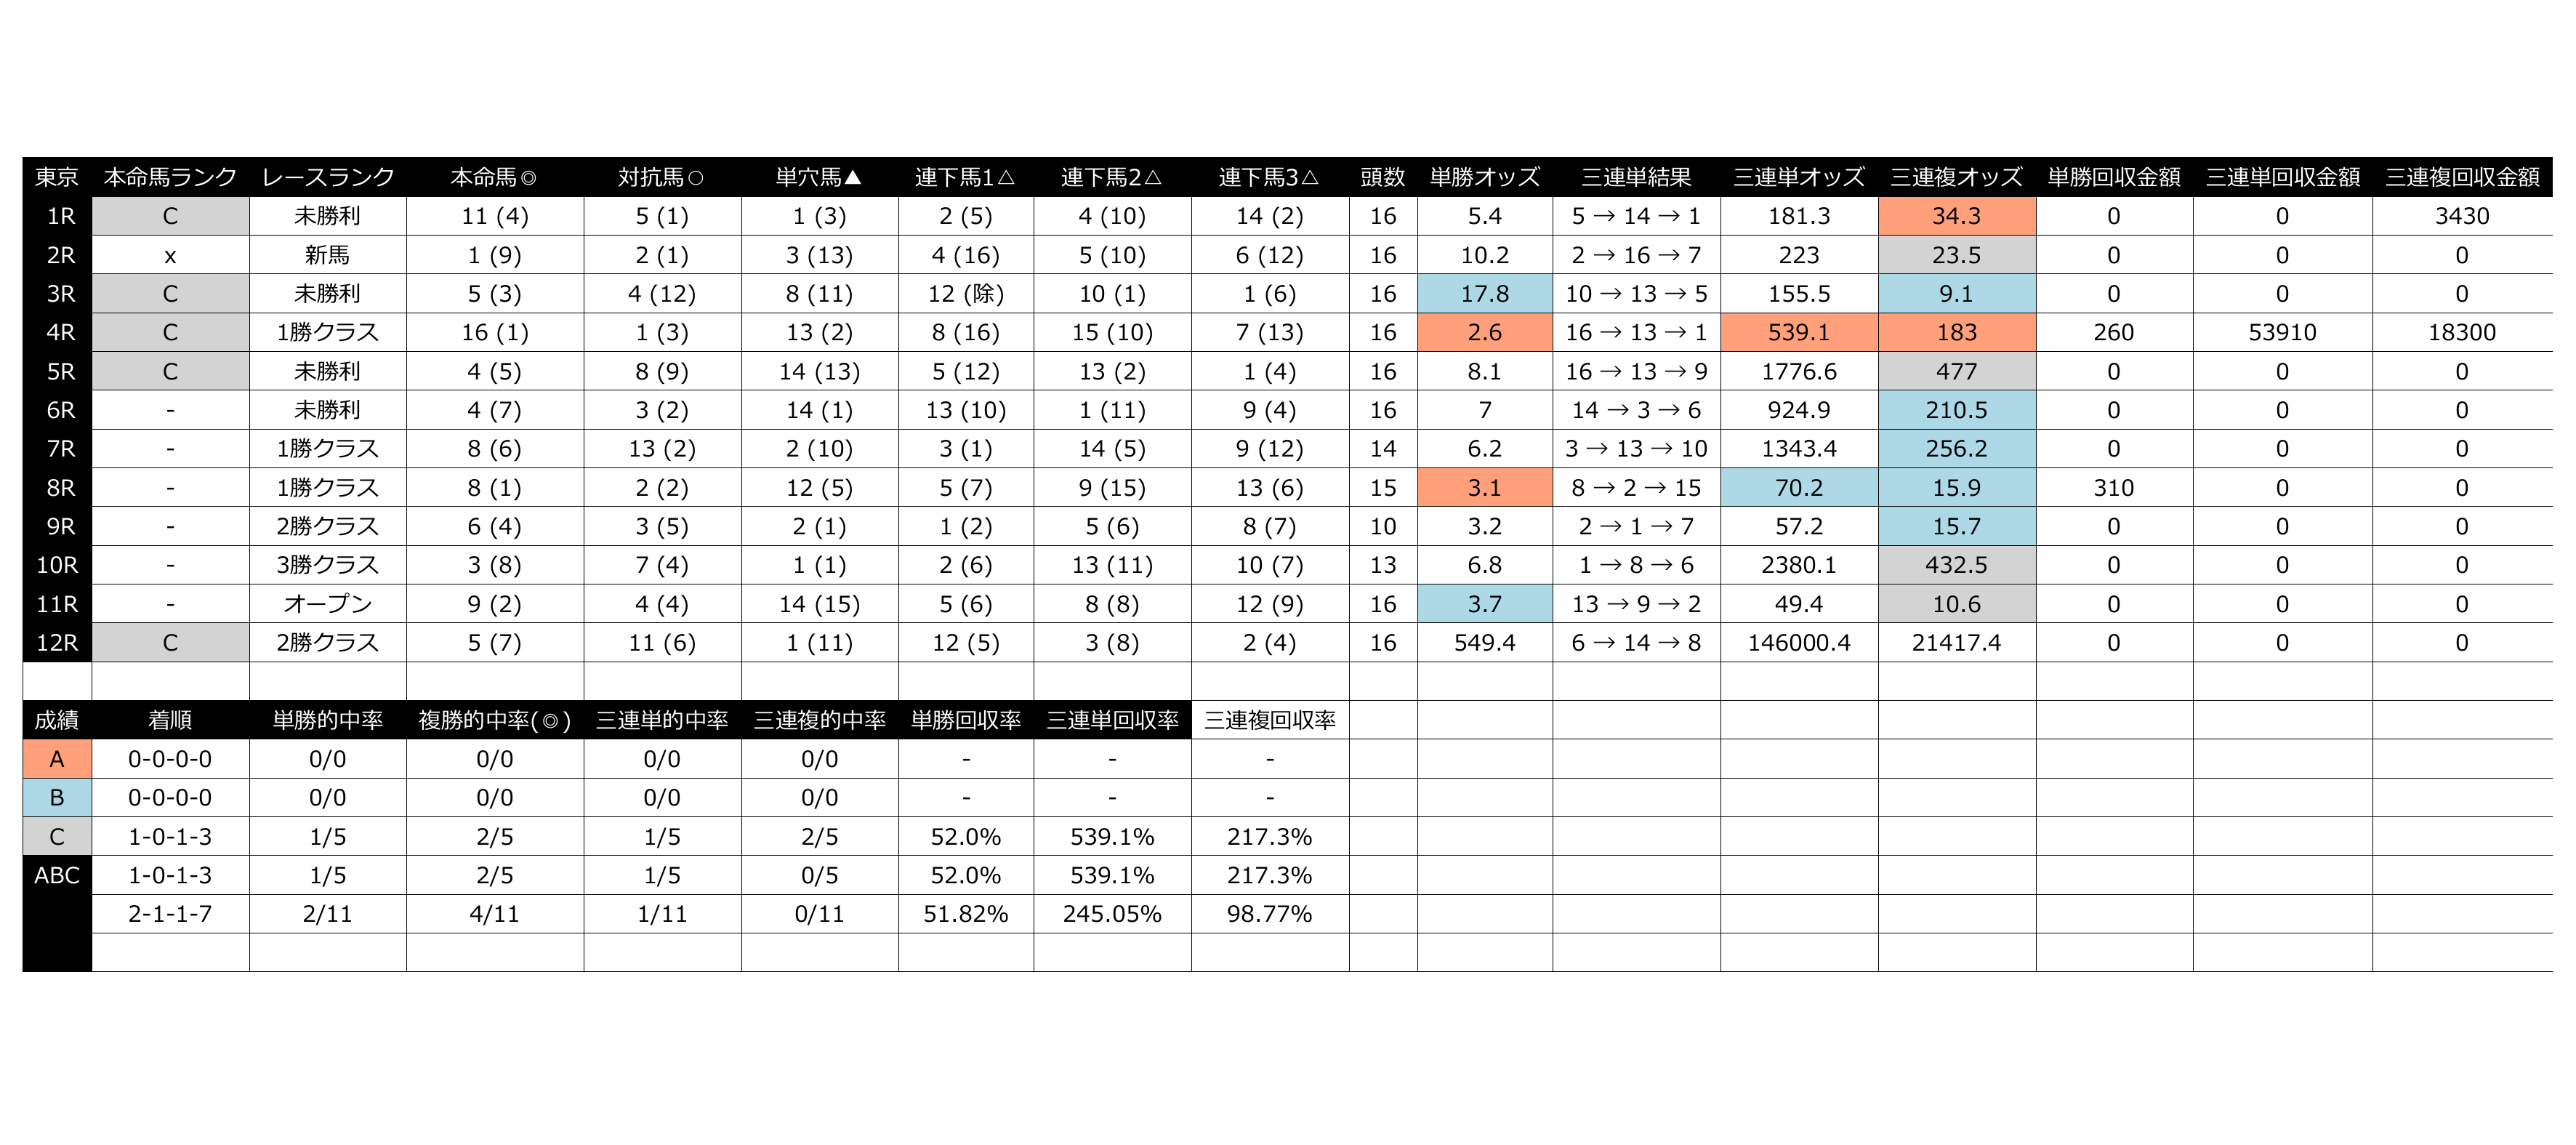 東京 本命馬ランク レースランク 本命馬◎ 対抗馬○ 単穴馬▲ 連下馬1△ 連下馬2△ 連下馬3△ 頭数 単勝オッズ 三連単結果 三連単オッズ 三連複オッズ 単勝回収金額 三連単回収金額 三連複回収金額
1R C 未勝利 11 (4) 5 (1) 1 (3) 2 (5) 4 (10) 14 (2) 16 5.4 5 → 14 → 1 181.3 34.3 0 0 3430
2R x 新馬 1 (9) 2 (1) 3 (13) 4 (16) 5 (10) 6 (12) 16 10.2 2 → 16 → 7 223 23.5 0 0 0
3R C 未勝利 5 (3) 4 (12) 8 (11) 12 (除) 10 (1) 1 (6) 16 17.8 10 → 13 → 5 155.5 9.1 0 0 0
4R C 1勝クラス 16 (1) 1 (3) 13 (2) 8 (16) 15 (10) 7 (13) 16 2.6 16 → 13 → 1 539.1 183 260 53910 18300
5R C 未勝利 4 (5) 8 (9) 14 (13) 5 (12) 13 (2) 1 (4) 16 8.1 16 → 13 → 9 1776.6 477 0 0 0
6R - 未勝利 4 (7) 3 (2) 14 (1) 13 (10) 1 (11) 9 (4) 16 7 14 → 3 → 6 924.9 210.5 0 0 0
7R - 1勝クラス 8 (6) 13 (2) 2 (10) 3 (1) 14 (5) 9 (12) 14 6.2 3 → 13 → 10 1343.4 256.2 0 0 0
8R - 1勝クラス 8 (1) 2 (2) 12 (5) 5 (7) 9 (15) 13 (6) 15 3.1 8 → 2 → 15 70.2 15.9 310 0 0
9R - 2勝クラス 6 (4) 3 (5) 2 (1) 1 (2) 5 (6) 8 (7) 10 3.2 2 → 1 → 7 57.2 15.7 0 0 0
10R - 3勝クラス 3 (8) 7 (4) 1 (1) 2 (6) 13 (11) 10 (7) 13 6.8 1 → 8 → 6 2380.1 432.5 0 0 0
11R - オープン 9 (2) 4 (4) 14 (15) 5 (6) 8 (8) 12 (9) 16 3.7 13 → 9 → 2 49.4 10.6 0 0 0
12R C 2勝クラス 5 (7) 11 (6) 1 (11) 12 (5) 3 (8) 2 (4) 16 549.4 6 → 14 → 8 146000.4 21417.4 0 0 0
成績 着順 単勝的中率 複勝的中率(◎) 三連単的中率 三連複的中率 単勝回収率 三連単回収率 三連複回収率
A 0-0-0-0 0/0 0/0 0/0 0/0 - - -
B 0-0-0-0 0/0 0/0 0/0 0/0 - - -
C 1-0-1-3 1/5 2/5 1/5 2/5 52.0% 539.1% 217.3%
ABC 1-0-1-3 1/5 2/5 1/5 0/5 52.0% 539.1% 217.3%
2-1-1-7 2/11 4/11 1/11 0/11 51.82% 245.05% 98.77%